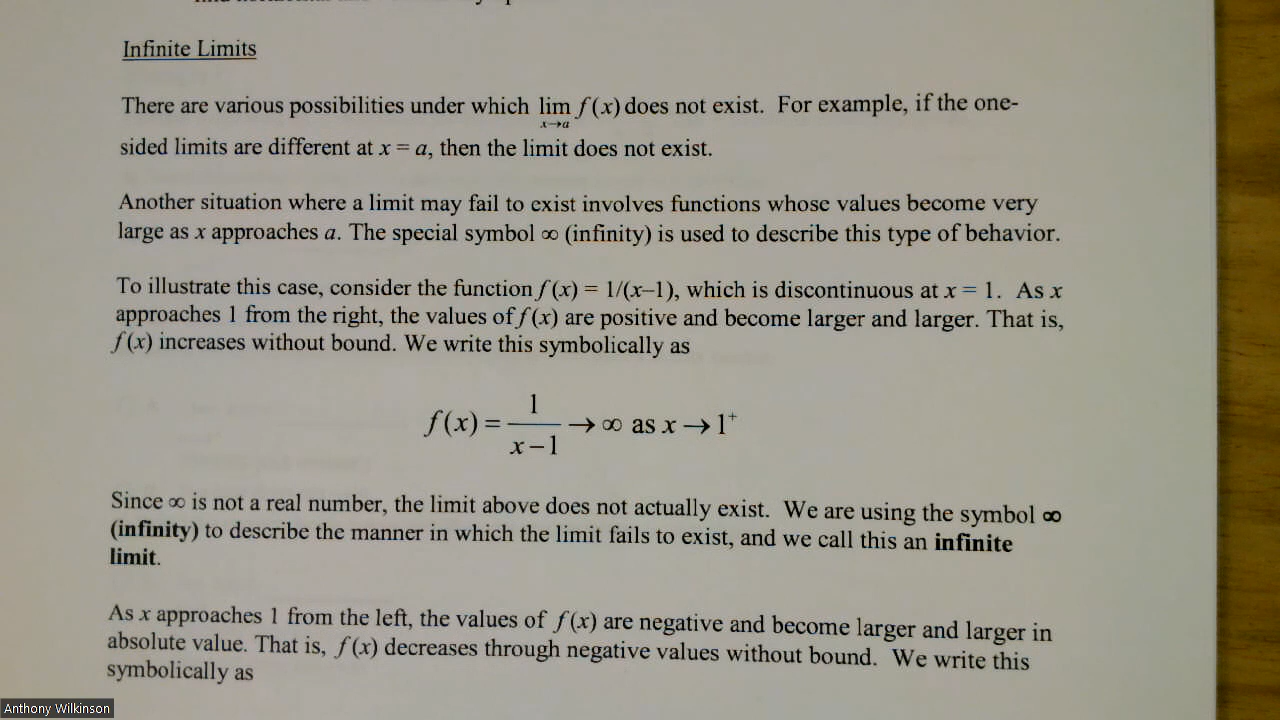 Infinite Limits
There are various possibilities under which lim f(x) does not exist. For example, if the one-
x→a
sided limits are different at x = a, then the limit does not exist.
Another situation where a limit may fail to exist involves functions whose values become very
large as x approaches a. The special symbol ∞ (infinity) is used to describe this type of behavior.
To illustrate this case, consider the function f(x) = 1/(x–1), which is discontinuous at x = 1. As x
approaches 1 from the right, the values of f(x) are positive and become larger and larger. That is,
f(x) increases without bound. We write this symbolically as
f(x) = 1/(x−1) → ∞ as x → 1⁺
Since ∞ is not a real number, the limit above does not actually exist. We are using the symbol ∞
(infinity) to describe the manner in which the limit fails to exist, and we call this an infinite
limit.
As x approaches 1 from the left, the values of f(x) are negative and become larger and larger in
absolute value. That is, f(x) decreases through negative values without bound. We write this
symbolically as
Anthony Wilkinson